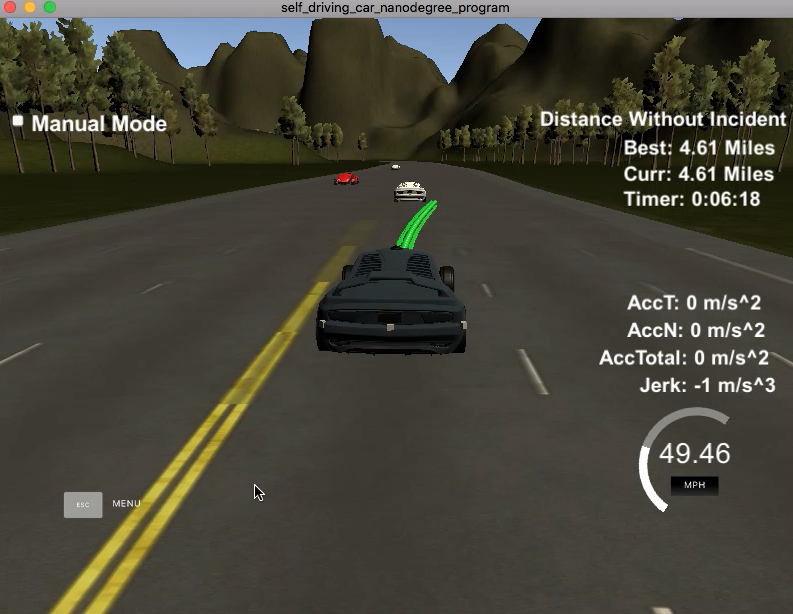 self_driving_car_nanodegree_program
Manual Mode
Distance Without Incident
Best: 4.61 Miles
Curr: 4.61 Miles
Timer: 0:06:18
AccT: 0 m/s^2
AccN: 0 m/s^2
AccTotal: 0 m/s^2
Jerk: -1 m/s^3
49.46
MPH
ESC MENU